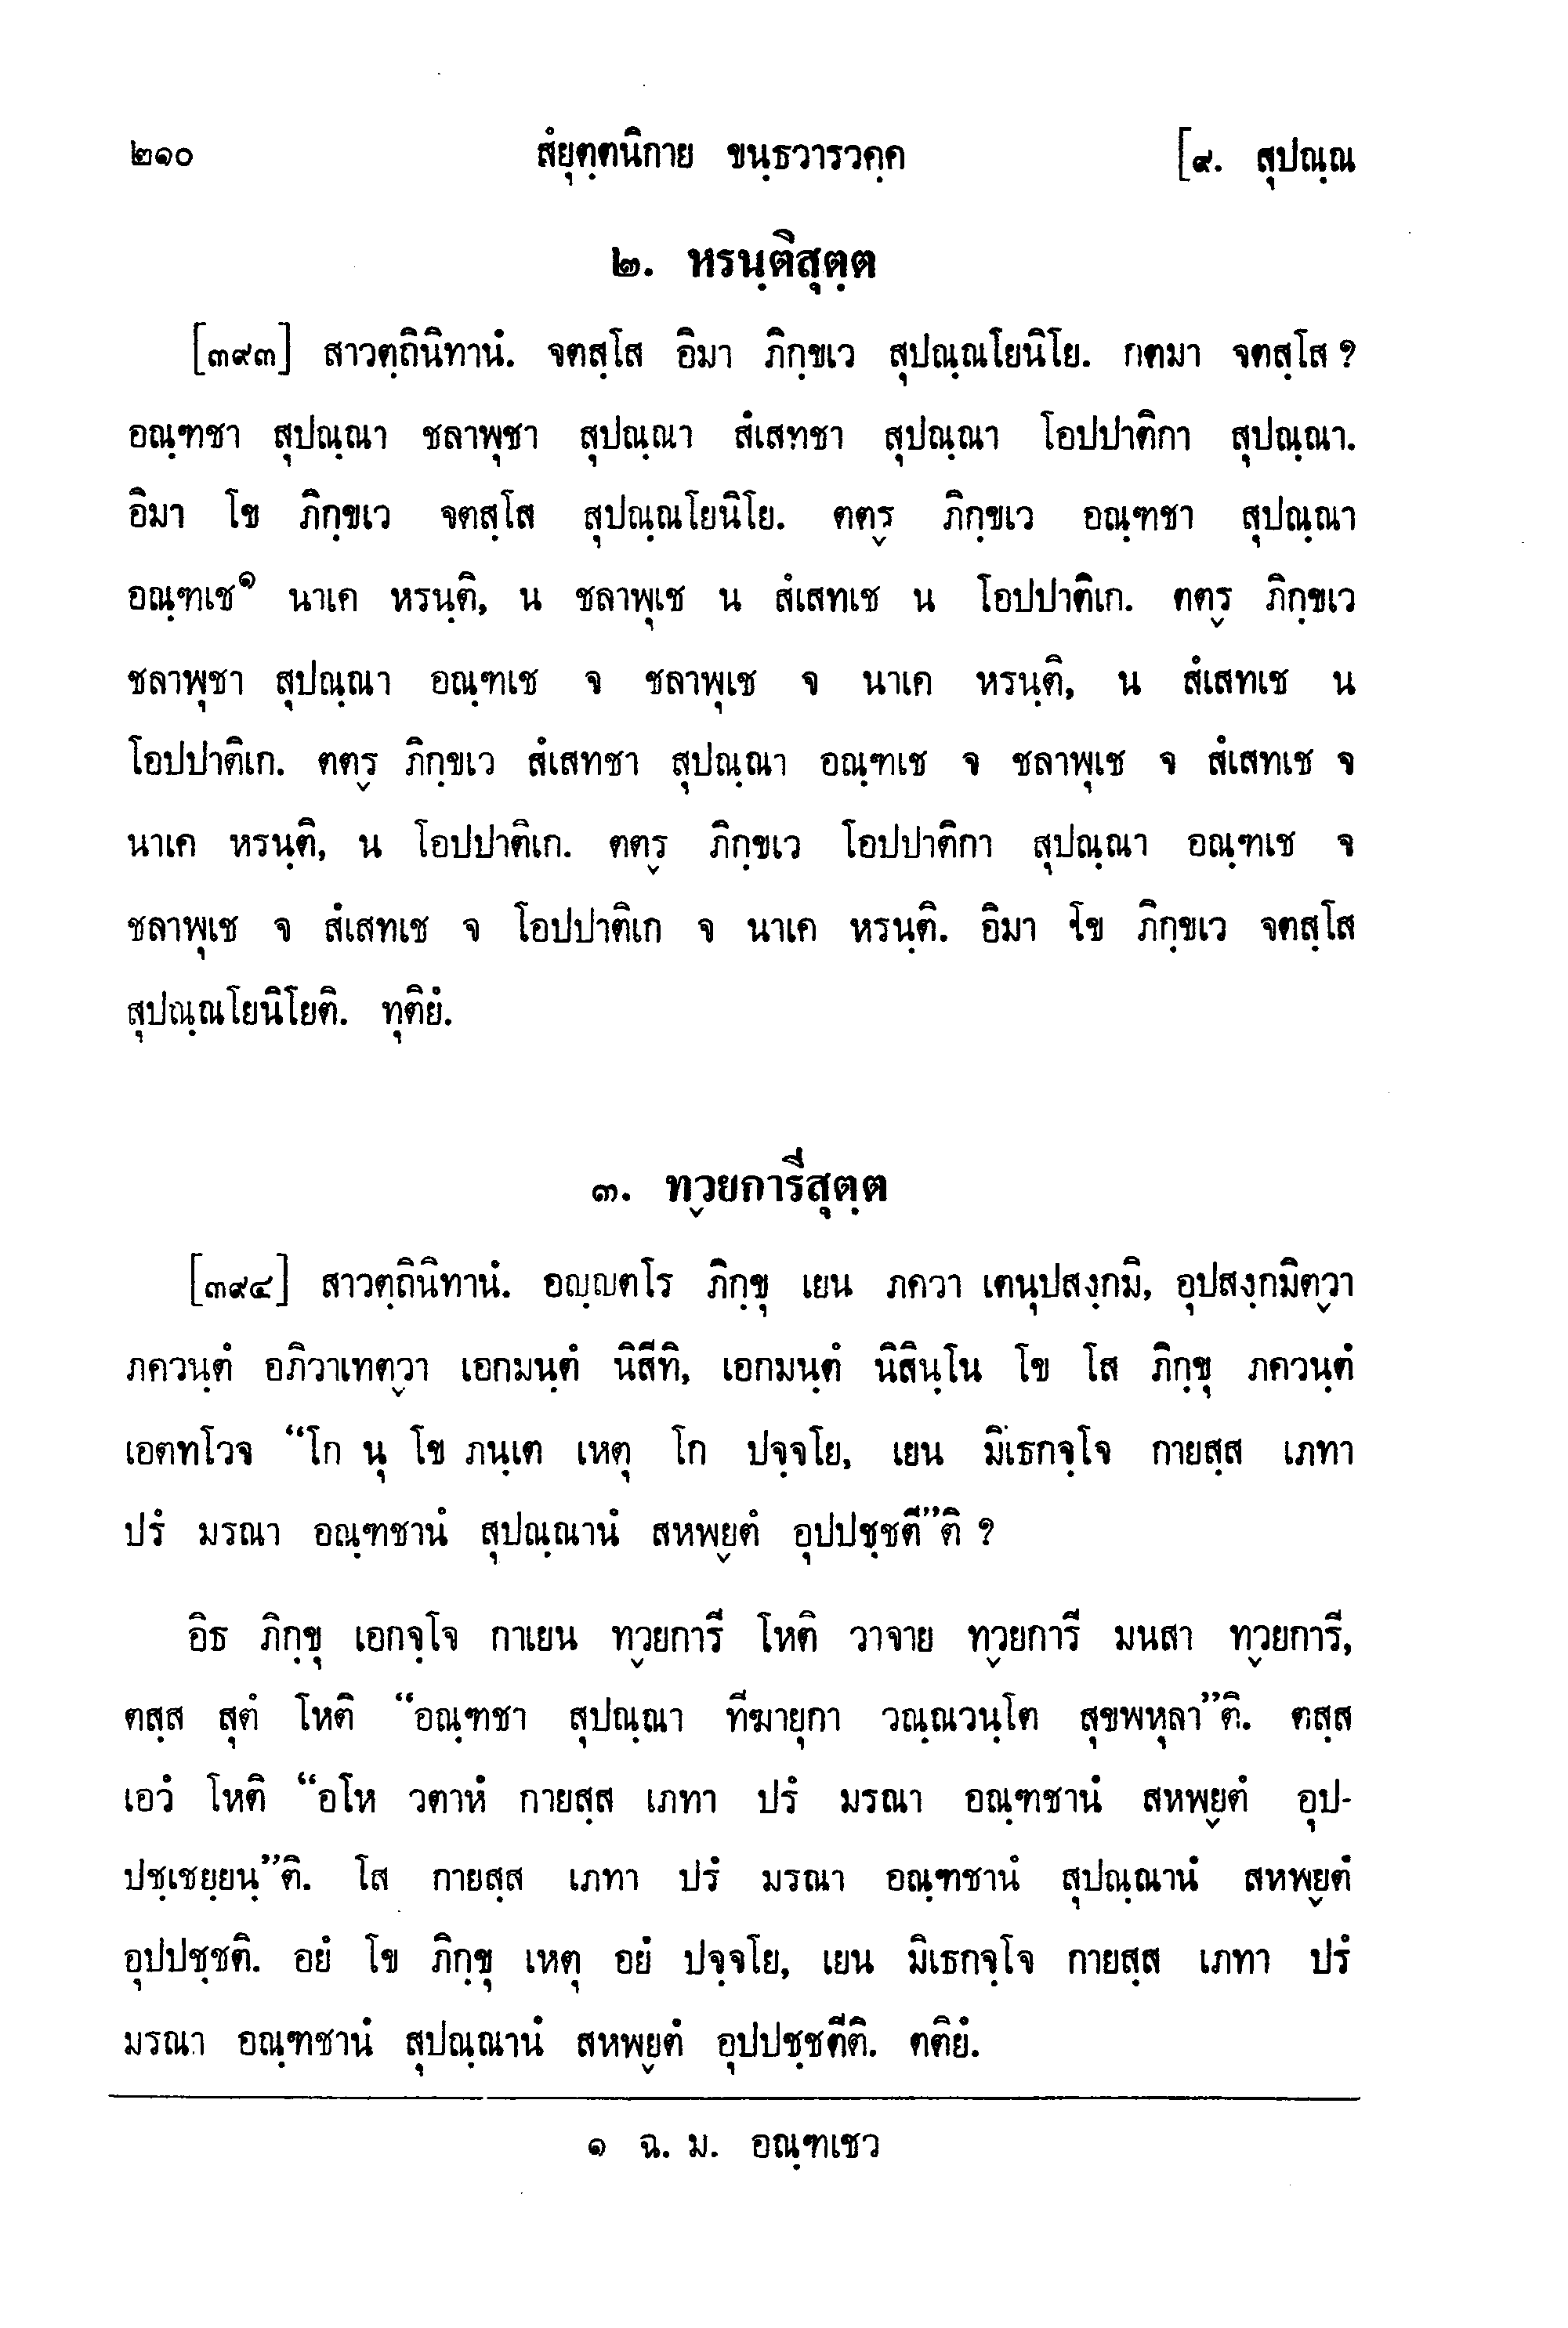 ๒๑๐ สํยุตฺตนิกาย ขนฺธวารวคฺค [๙. สุปณฺณ
๒. หรนฺติสุตฺต
[๓๙๓] สาวตฺถินิทานํ. จตสฺโส อิมา ภิกฺขเว สุปณฺณโยนิโย. กตมา จตสฺโส ?
อณฺฑชา สุปณฺณา ชลาพุชา สุปณฺณา สํเสทชา สุปณฺณา โอปปาติกา สุปณฺณา.
อิมา โข ภิกฺขเว จตสฺโส สุปณฺณโยนิโย. ตตฺร ภิกฺขเว อณฺฑชา สุปณฺณา
อณฺฑเช๑ นาเค หรนฺติ, น ชลาพุเช น สํเสทเช น โอปปาติเก. ตตฺร ภิกฺขเว
ชลาพุชา สุปณฺณา อณฺฑเช จ ชลาพุเช จ นาเค หรนฺติ, น สํเสทเช น
โอปปาติเก. ตตฺร ภิกฺขเว สํเสทชา สุปณฺณา อณฺฑเช จ ชลาพุเช จ สํเสทเช จ
นาเค หรนฺติ, น โอปปาติเก. ตตฺร ภิกฺขเว โอปปาติกา สุปณฺณา อณฺฑเช จ
ชลาพุเช จ สํเสทเช จ โอปปาติเก จ นาเค หรนฺติ. อิมา โข ภิกฺขเว จตสฺโส
สุปณฺณโยนิโยติ. ทุติยํ.
๓. ทฺวยการีสุตฺต
[๓๙๔] สาวตฺถินิทานํ. อญฺญตโร ภิกฺขุ เยน ภควา เตนุปสงฺกมิ, อุปสงฺกมิตฺวา
ภควนฺตํ อภิวาเทตฺวา เอกมนฺตํ นิสีทิ, เอกมนฺตํ นิสินฺโน โข โส ภิกฺขุ ภควนฺตํ
เอตทโวจ “โก นุ โข ภนฺเต เหตุ โก ปจฺจโย, เยน มิเธกจฺโจ กายสฺส เภทา
ปรํ มรณา อณฺฑชานํ สุปณฺณานํ สหพฺยตํ อุปปชฺชตี”ติ ?
อิธ ภิกฺขุ เอกจฺโจ กาเยน ทฺวยการี โหติ วาจาย ทฺวยการี มนสา ทฺวยการี,
ตสฺส สุตํ โหติ “อณฺฑชา สุปณฺณา ทีฆายุกา วณฺณวนฺโต สุขพหุลา”ติ. ตสฺส
เอวํ โหติ “อโห วตาหํ กายสฺส เภทา ปรํ มรณา อณฺฑชานํ สหพฺยตํ อุป-
ปชฺเชยฺยนฺ”ติ. โส กายสฺส เภทา ปรํ มรณา อณฺฑชานํ สุปณฺณานํ สหพฺยตํ
อุปปชฺชติ. อยํ โข ภิกฺขุ เหตุ อยํ ปจฺจโย, เยน มิเธกจฺโจ กายสฺส เภทา ปรํ
มรณา อณฺฑชานํ สุปณฺณานํ สหพฺยตํ อุปปชฺชตีติ. ตติยํ.
๑ ฉ. ม. อณฺฑเชว